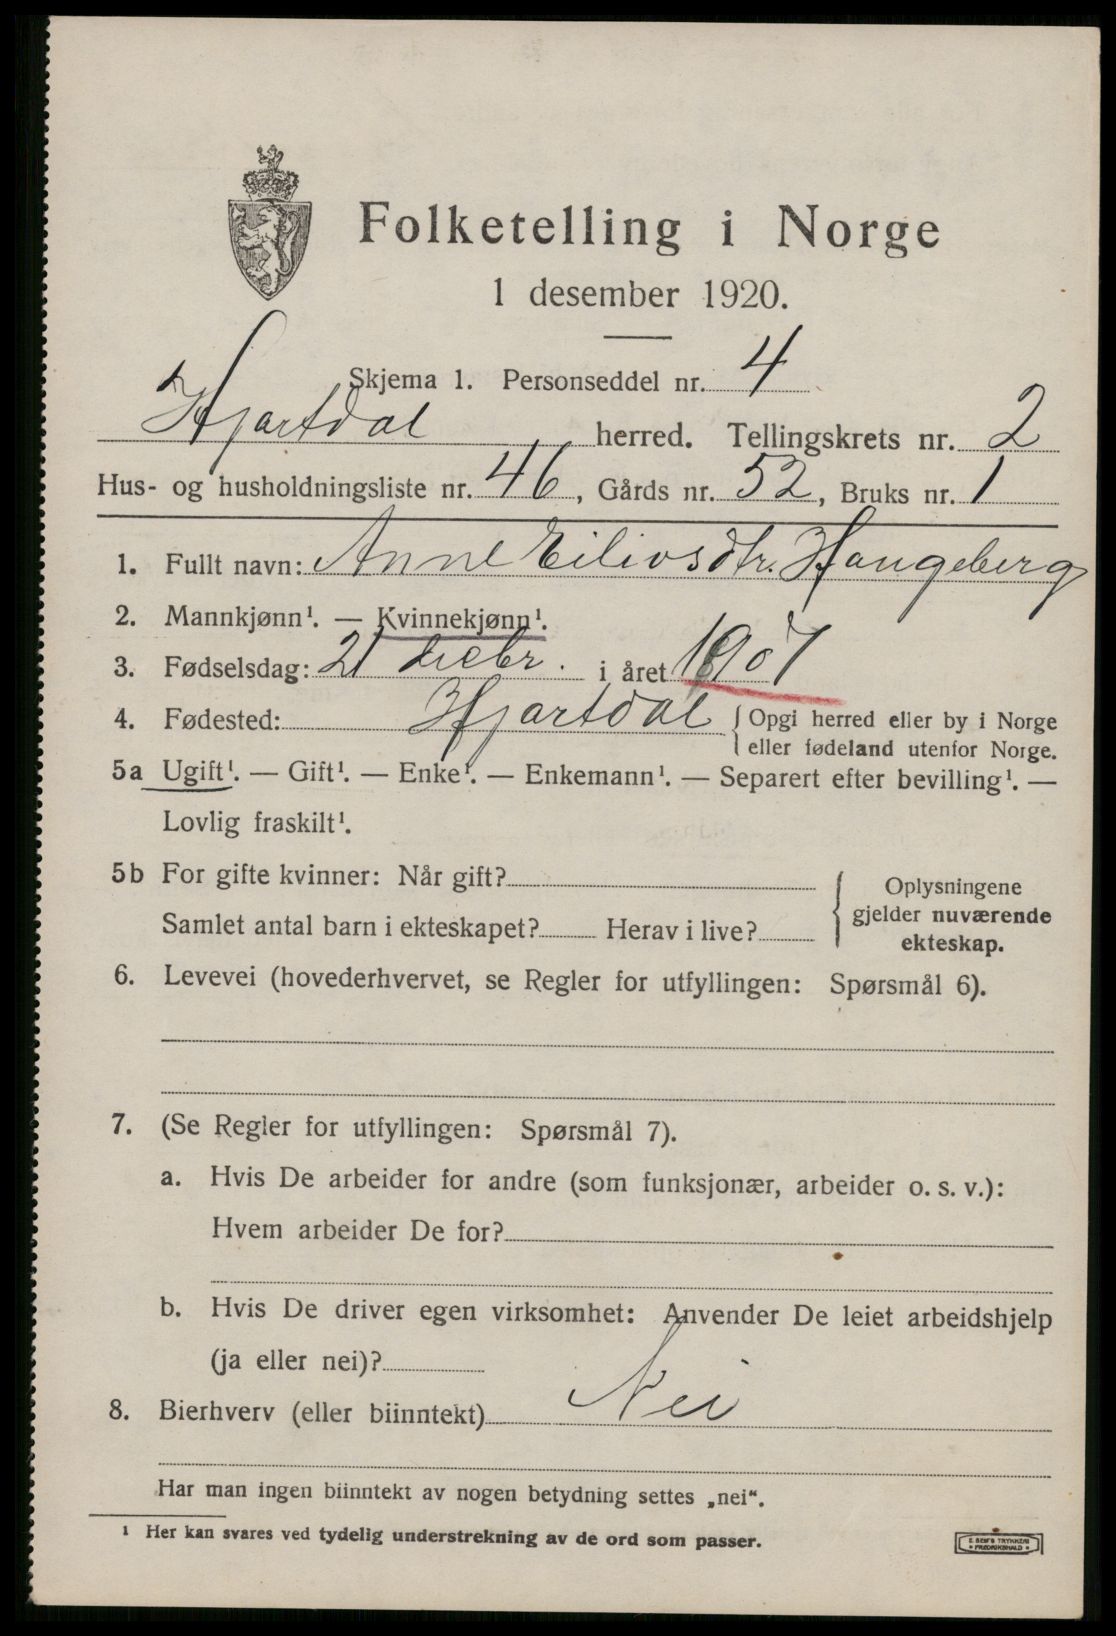 Folketelling i Norge
1 desember 1920.
Skjema 1. Personseddel nr. 4
Hjartdal herred. Tellingskrets nr. 2
Hus- og husholdningsliste nr. 46, Gårds nr. 52, Bruks nr. 1
1. Fullt navn: Anne Eilivsdtr. Haugeberg
2. Mannkjønn¹. — Kvinnekjønn¹.
3. Fødselsdag: 21 decbr. i året 1907
4. Fødested: Hjartdal {Opgi herred eller by i Norge
eller fødeland utenfor Norge.
5a Ugift¹. — Gift¹. — Enke¹. — Enkemann¹. — Separert efter bevilling¹. —
Lovlig fraskilt¹.
5b For gifte kvinner: Når gift?
Samlet antal barn i ekteskapet? Herav i live?
{ Oplysningene
gjelder nuværende
ekteskap.
6. Levevei (hovederhvervet, se Regler for utfyllingen: Spørsmål 6).
7. (Se Regler for utfyllingen: Spørsmål 7).
a. Hvis De arbeider for andre (som funksjonær, arbeider o. s. v.):
Hvem arbeider De for?
b. Hvis De driver egen virksomhet: Anvender De leiet arbeidshjelp
(ja eller nei)?
8. Bierhverv (eller biinntekt) Nei
Har man ingen biinntekt av nogen betydning settes „nei“.
¹ Her kan svares ved tydelig understrekning av de ord som passer.
E. SEM'S TRYKKERI
• FREDRIKSHALD •